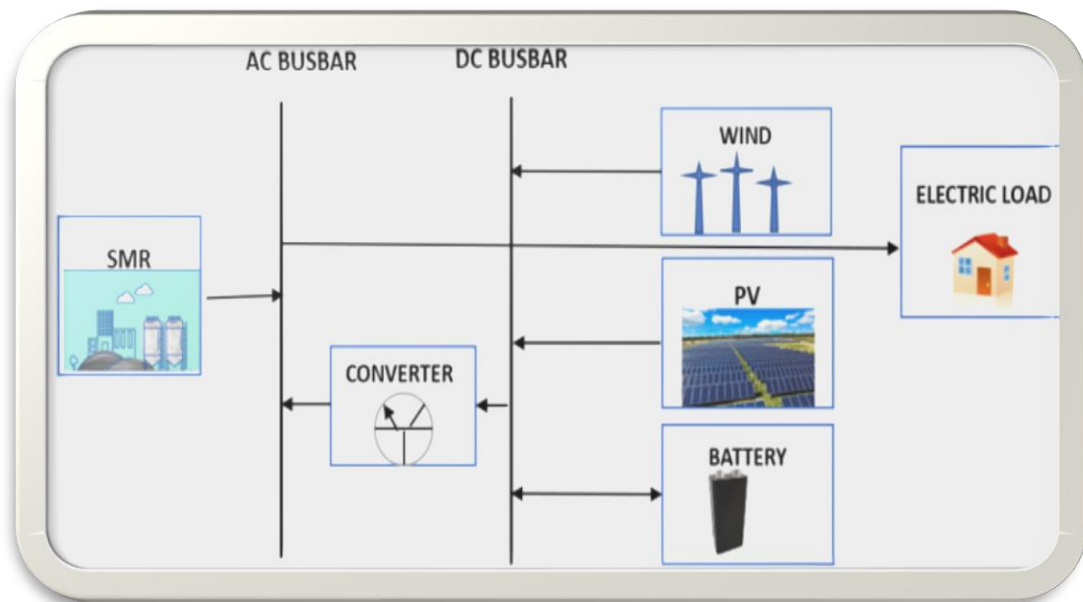 AC BUSBAR
DC BUSBAR
WIND
ELECTRIC LOAD
SMR
PV
CONVERTER
BATTERY